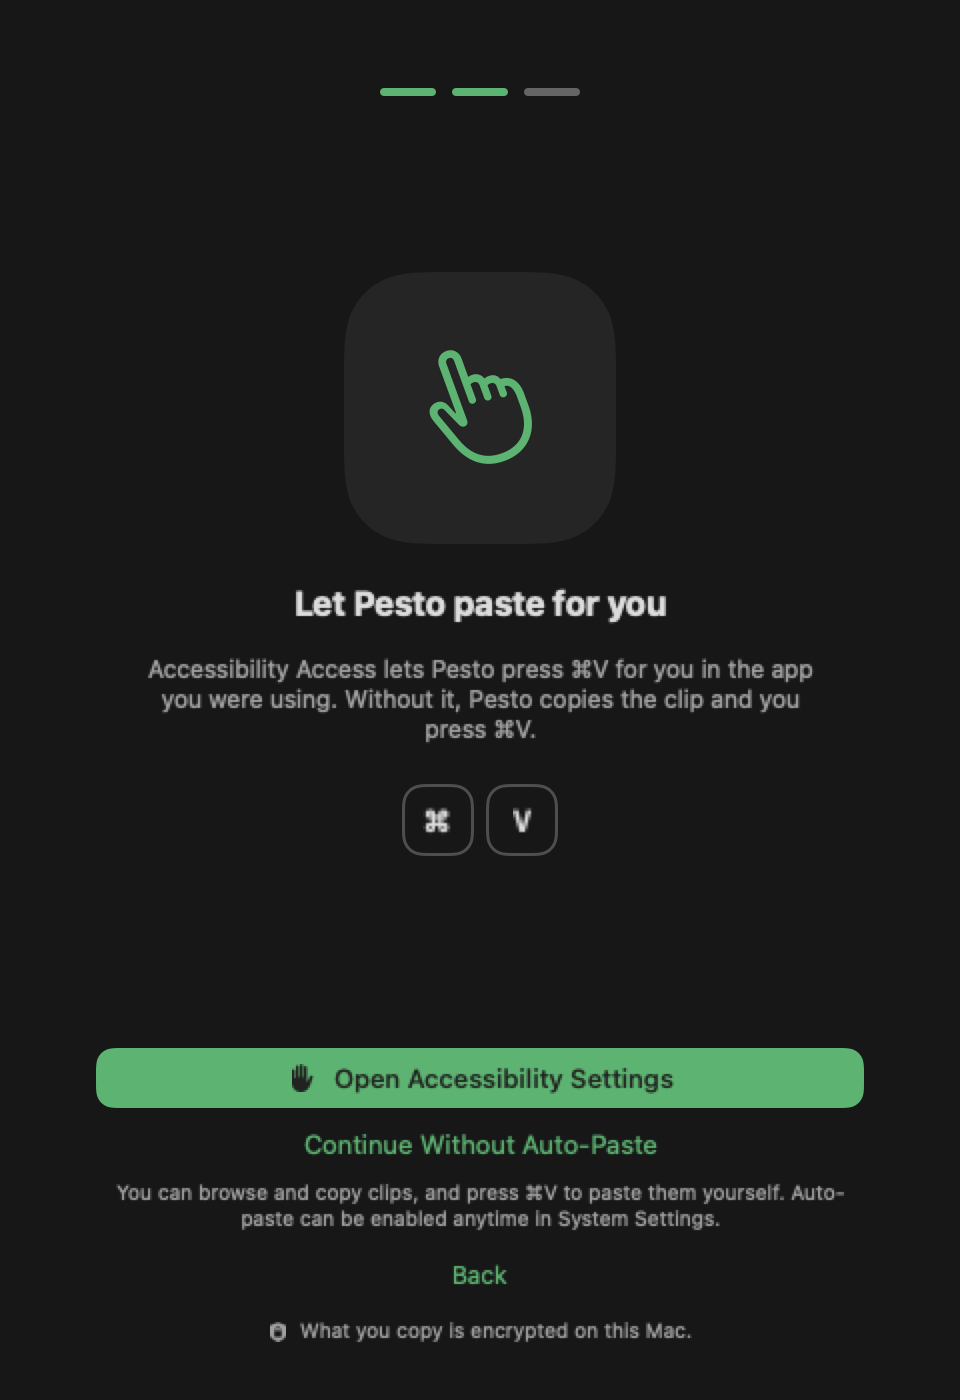 Let Pesto paste for you
Accessibility Access lets Pesto press ⌘V for you in the app
you were using. Without it, Pesto copies the clip and you
press ⌘V.
⌘ V
Open Accessibility Settings
Continue Without Auto-Paste
You can browse and copy clips, and press ⌘V to paste them yourself. Auto-
paste can be enabled anytime in System Settings.
Back
What you copy is encrypted on this Mac.